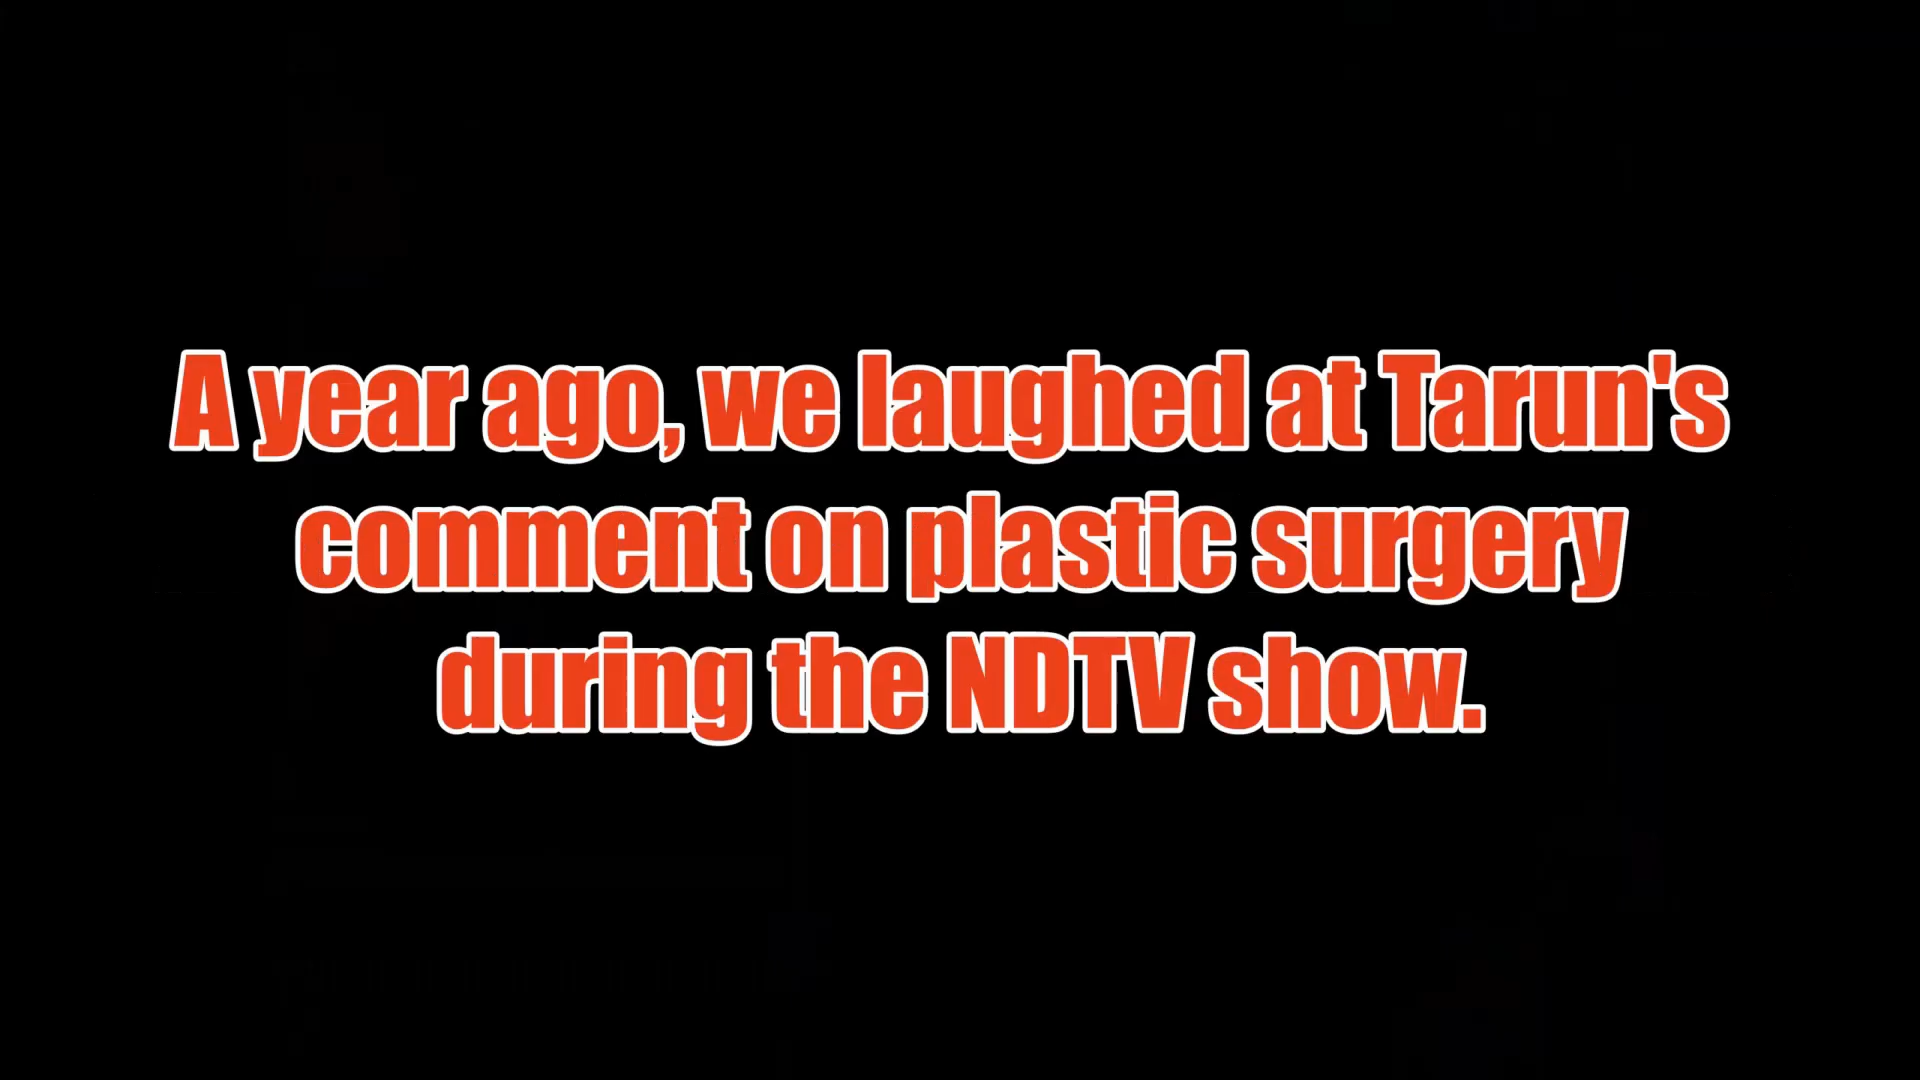 A year ago, we laughed at Tarun's
comment on plastic surgery
during the NDTV show.